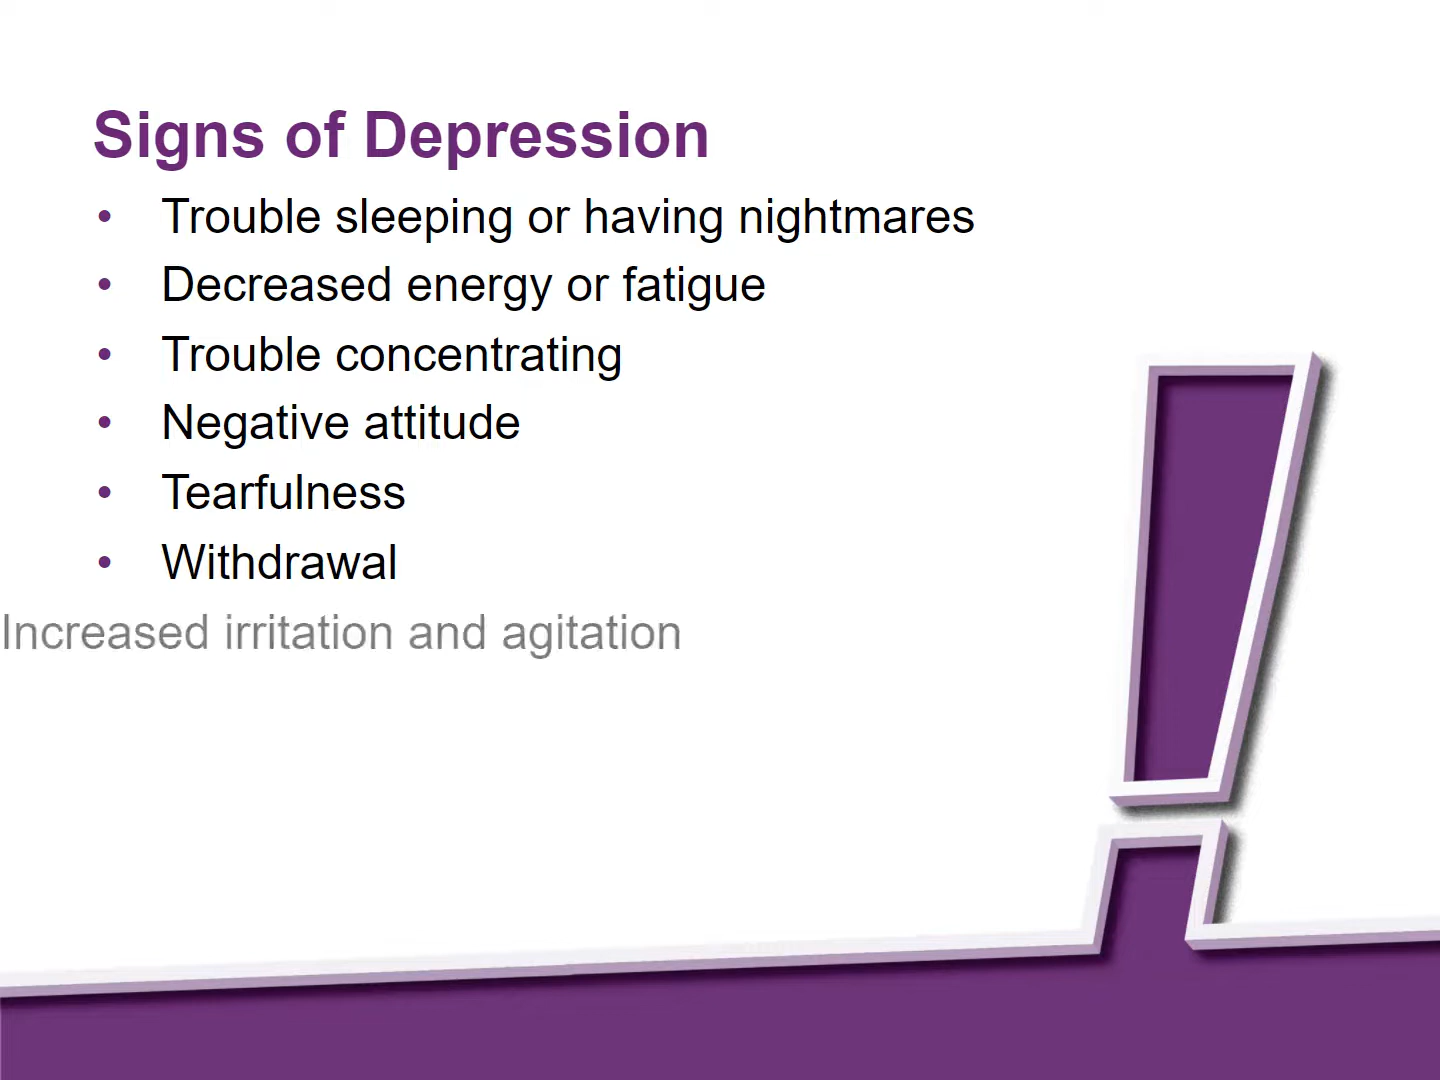 Signs of Depression
• Trouble sleeping or having nightmares
• Decreased energy or fatigue
• Trouble concentrating
• Negative attitude
• Tearfulness
• Withdrawal
Increased irritation and agitation